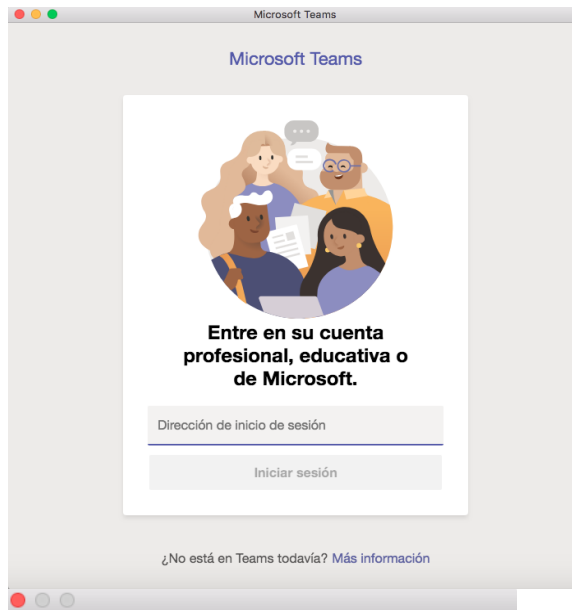 Microsoft Teams
Microsoft Teams
Entre en su cuenta
profesional, educativa o
de Microsoft.
Dirección de inicio de sesión
Iniciar sesión
¿No está en Teams todavía? Más información